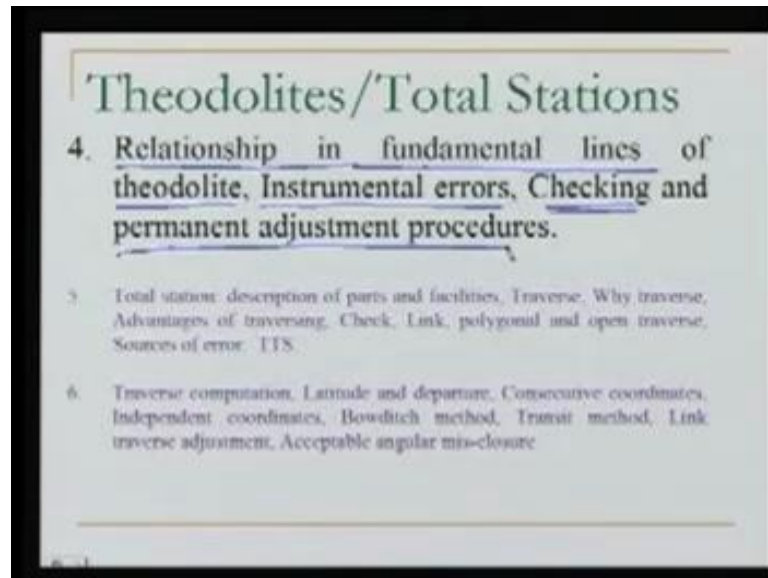 Theodolites/Total Stations
4. Relationship in fundamental lines of
theodolite, Instrumental errors, Checking and
permanent adjustment procedures.
5. Total station: description of parts and facilities, Traverse, Why traverse,
Advantages of traversing, Check, Link, polygonal and open traverse,
Sources of error. TTS
6. Traverse computation, Latitude and departure, Consecutive coordinates,
Independent coordinates, Bowditch method, Transit method, Link
traverse adjustment, Acceptable angular mis-closure